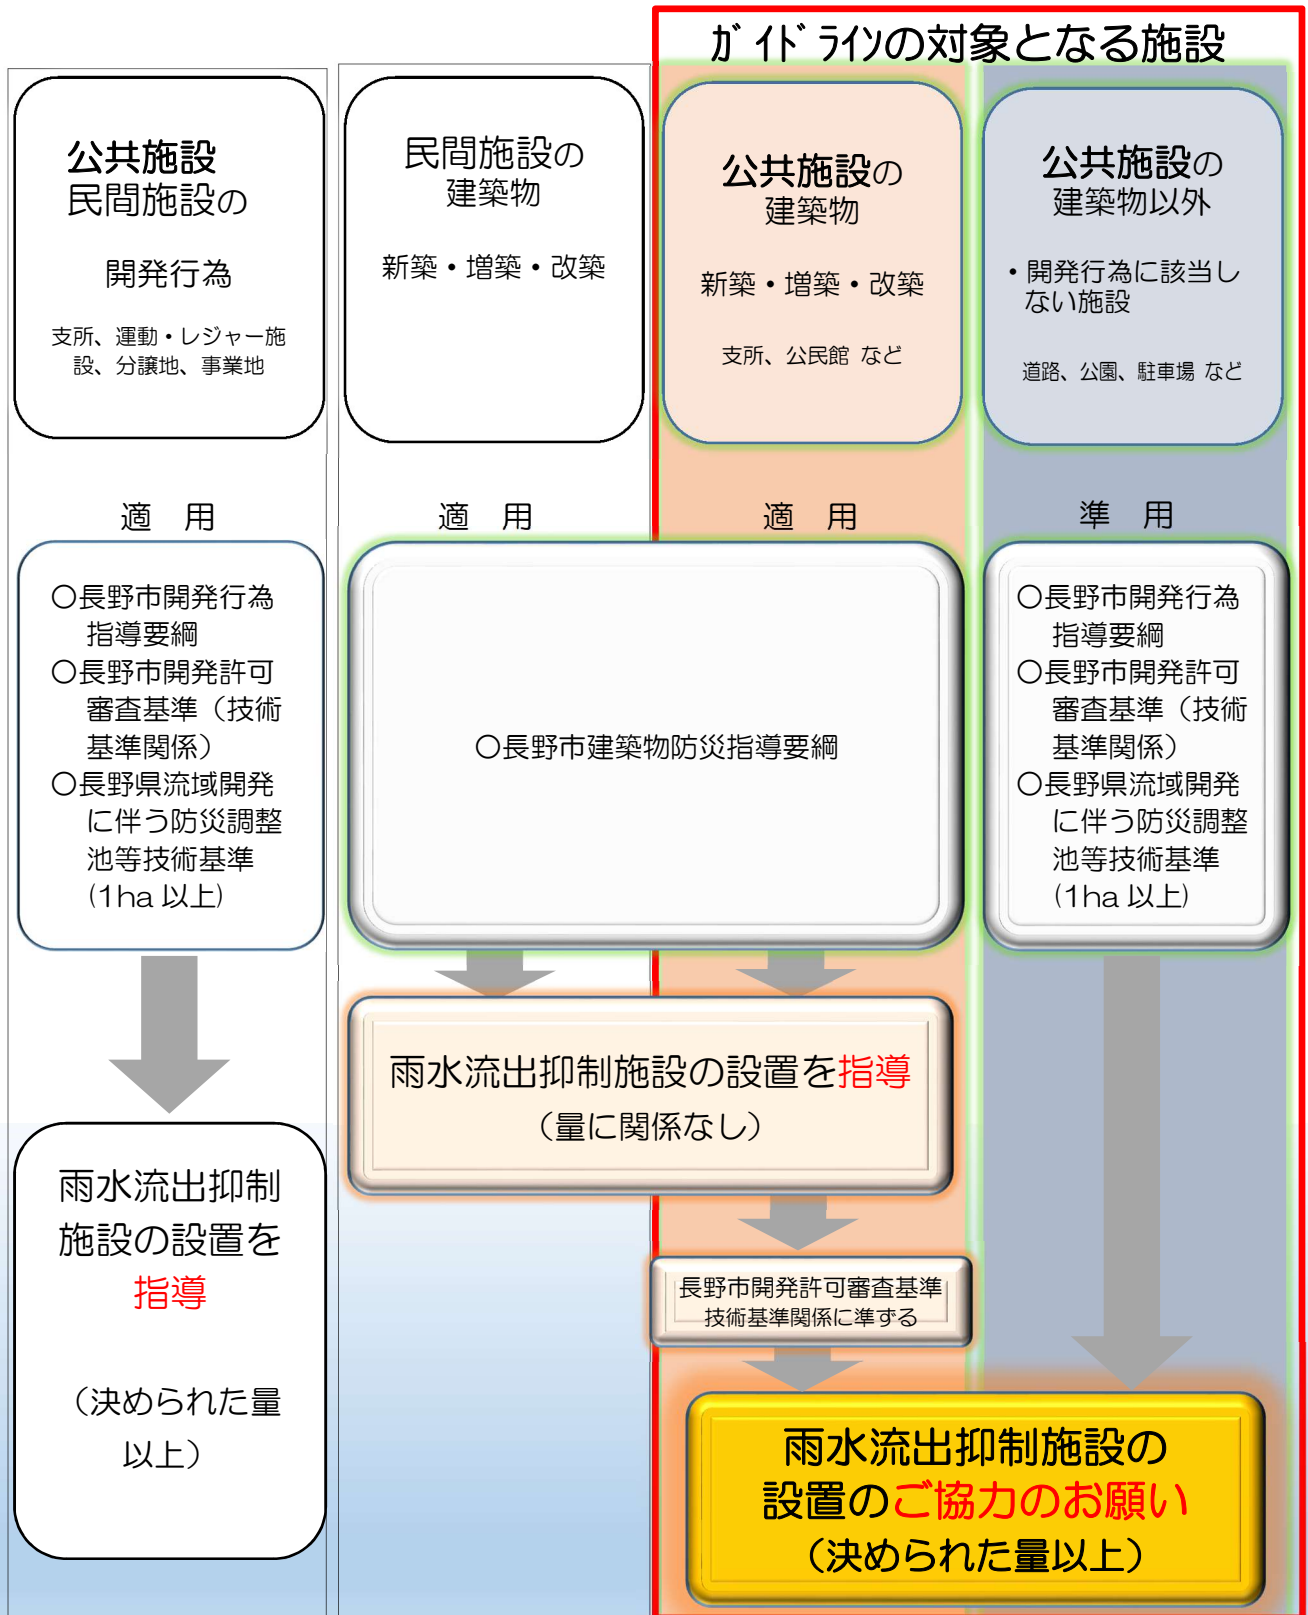 ｶﾞｲﾄﾞﾗｲﾝの対象となる施設
公共施設
民間施設の
開発行為
支所、運動・レジャー施
設、分譲地、事業地
民間施設の
建築物
新築・増築・改築
公共施設の
建築物
新築・増築・改築
支所、公民館 など
公共施設の
建築物以外
・開発行為に該当し
ない施設
道路、公園、駐車場 など
適　用
適　用
適　用
準　用
〇長野市開発行為
指導要綱
〇長野市開発許可
審査基準（技術
基準関係）
〇長野県流域開発
に伴う防災調整
池等技術基準
(1ha 以上)
〇長野市建築物防災指導要綱
〇長野市開発行為
指導要綱
〇長野市開発許可
審査基準（技術
基準関係）
〇長野県流域開発
に伴う防災調整
池等技術基準
(1ha 以上)
雨水流出抑制施設の設置を指導
（量に関係なし）
雨水流出抑制
施設の設置を
指導
（決められた量
以上）
長野市開発許可審査基準
技術基準関係に準ずる
雨水流出抑制施設の
設置のご協力のお願い
（決められた量以上）